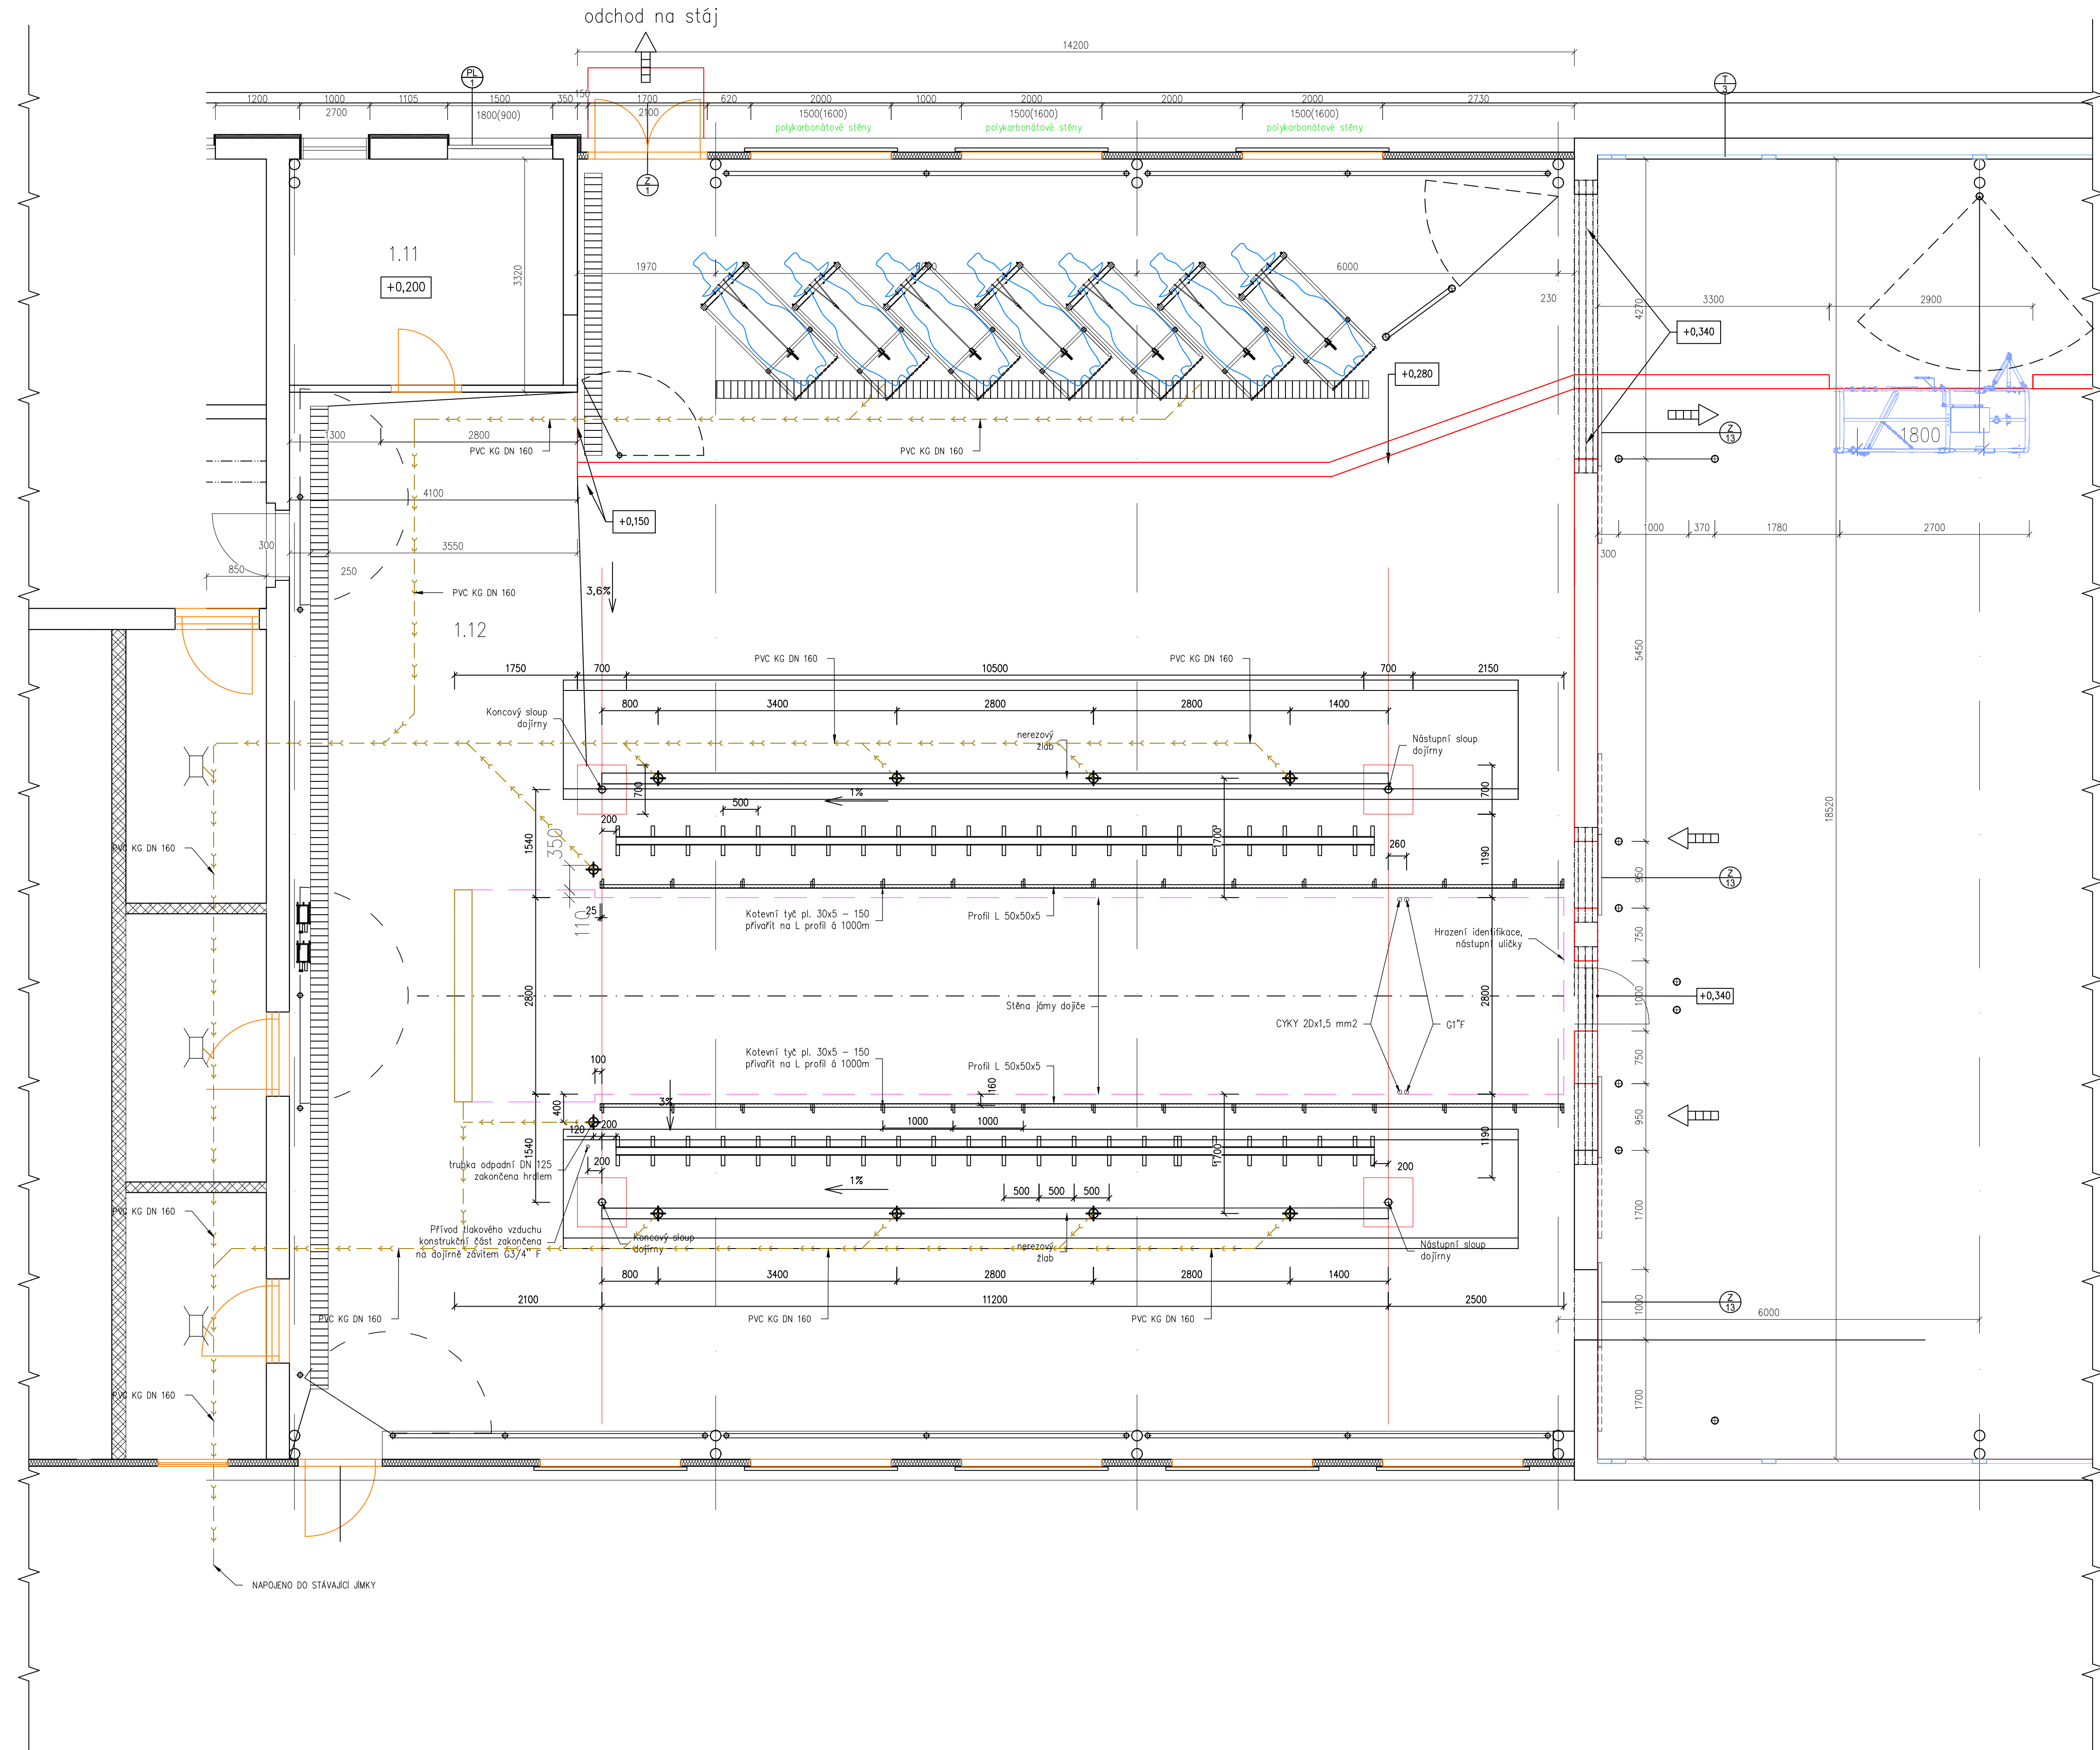 odchod na stáj
14200
PL
1
T
3
1200
1000
1105
1500
350
150
1700
620
2000
1000
2000
2000
2000
2730
2700
1800(900)
2100
1500(1600)
1500(1600)
1500(1600)
polykarbonátové stěny
polykarbonátové stěny
polykarbonátové stěny
Z
1
1.11
+0,200
3320
1970
6000
230
4270
3300
2900
+0,340
+0,280
1300
2800
PVC KG DN 160
PVC KG DN 160
Z
13
1800
4100
+0,150
1000
370
1780
2700
300
3550
300
850
250
3,6%
PVC KG DN 160
1.12
5450
18520
PVC KG DN 160
PVC KG DN 160
1750
700
10500
700
2150
Koncový sloup
dojírny
800
3400
2800
2800
1400
nerezový
žlab
Nástupní sloup
dojírny
700
1%
700
500
200
1540
350
1700
260
1190
PVC KG DN 160
950
Z
13
25
110
Kotevní tyč pl. 30x5 – 150
přivařit na L profil á 1000m
Profil L 50x50x5
Hrazení identifikace,
nástupní uličky
750
2800
Stěna jámy dojiče
CYKY 2Dx1,5 mm2
G1"F
2800
1000
+0,340
Kotevní tyč pl. 30x5 – 150
přivařit na L profil á 1000m
Profil L 50x50x5
100
160
750
400
3%
120
200
1000
1000
950
1540
1700
1190
trubka odpadní DN 125
zakončena hrdlem
200
200
1%
500
500
500
PVC KG DN 160
1700
Přívod tlakového vzduchu
konstrukční část zakončena
na dojírně závitem G3/4" F
Koncový sloup
dojírny
nerezový
žlab
Nástupní sloup
dojírny
800
3400
2800
2800
1400
2100
11200
2500
1000
Z
13
6000
PVC KG DN 160
PVC KG DN 160
PVC KG DN 160
PVC KG DN 160
1700
NAPOJENO DO STÁVAJÍCÍ JÍMKY